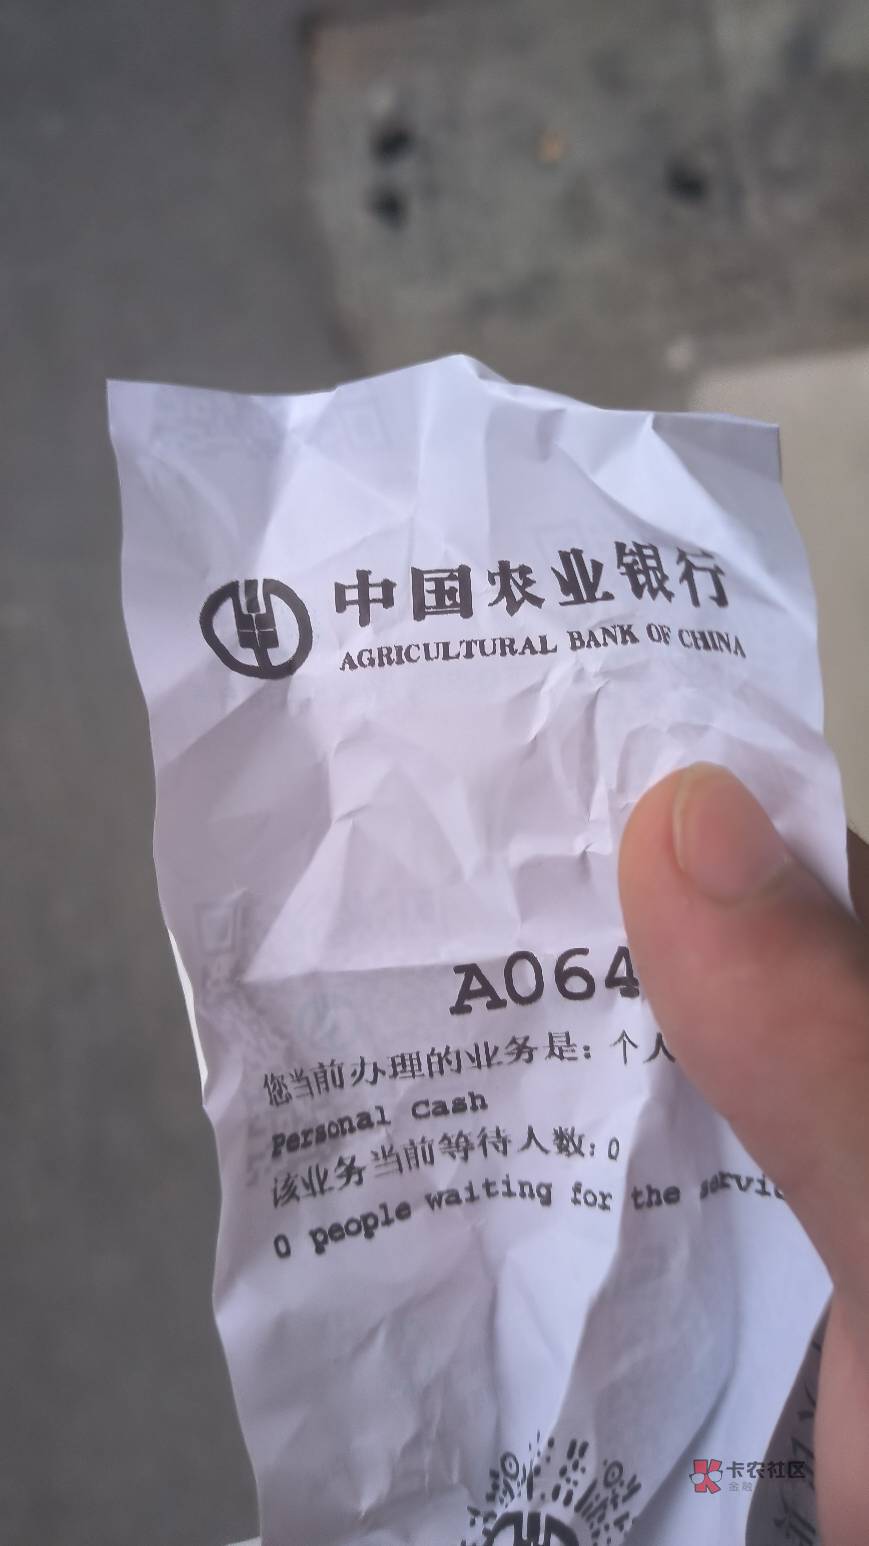 中国农业银行
AGRICULTURAL BANK OF CHINA
A064
您当前办理的业务是：个人
Personal Cash
该业务当前等待人数：0
0 people waiting for the
卡农社区
金融